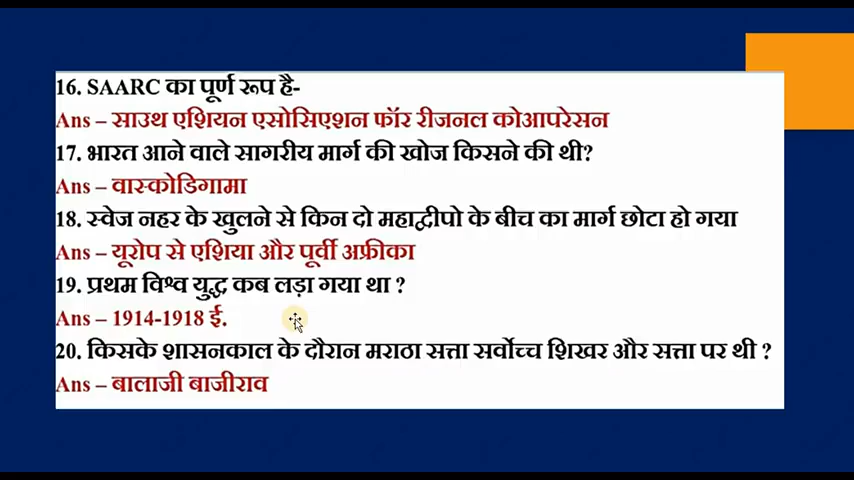 16. SAARC का पूर्ण रूप है-
Ans – साउथ एशियन एसोसिएशन फॉर रीजनल कोआपरेसन
17. भारत आने वाले सागरीय मार्ग की खोज किसने की थी?
Ans – वास्कोडिगामा
18. स्वेज नहर के खुलने से किन दो महाद्वीपो के बीच का मार्ग छोटा हो गया
Ans – यूरोप से एशिया और पूर्वी अफ्रीका
19. प्रथम विश्व युद्ध कब लड़ा गया था ?
Ans – 1914-1918 ई.
20. किसके शासनकाल के दौरान मराठा सत्ता सर्वोच्च शिखर और सत्ता पर थी ?
Ans – बालाजी बाजीराव